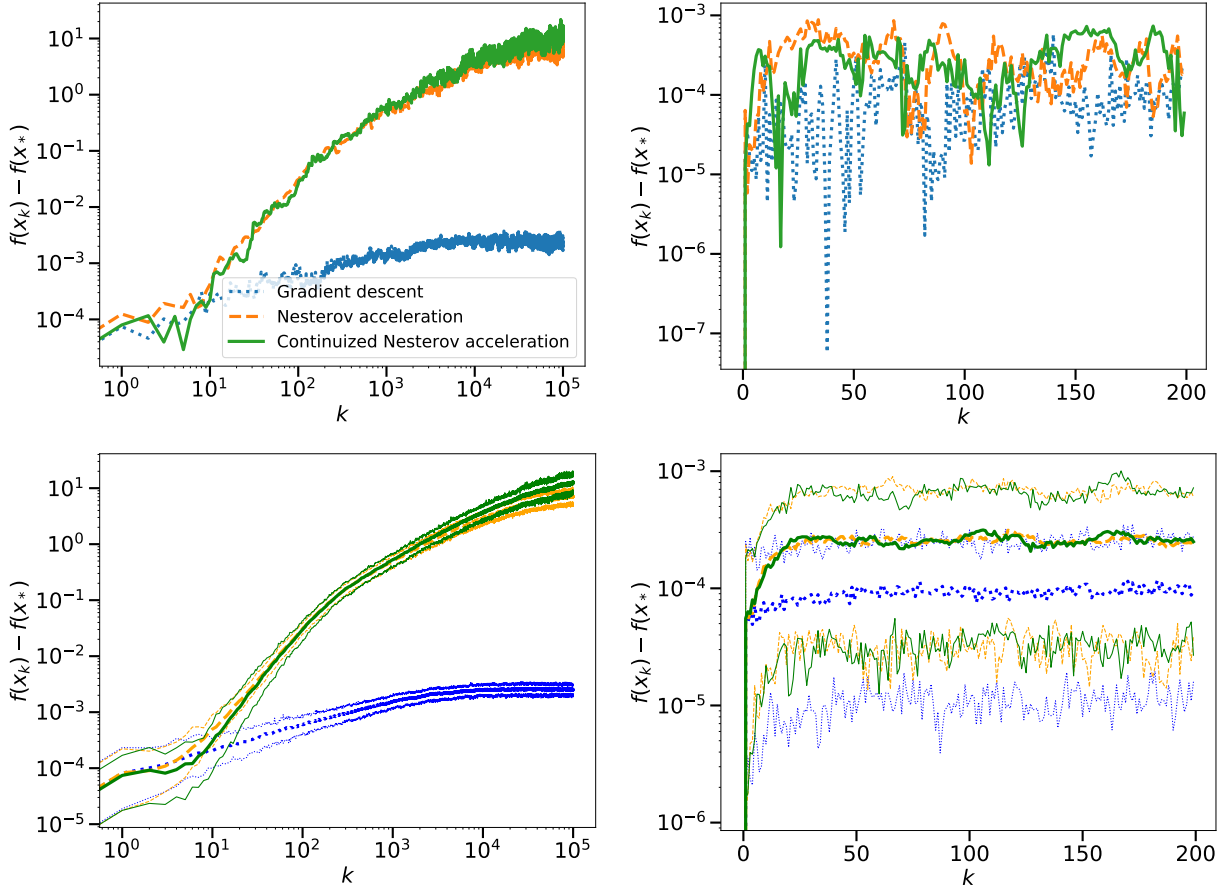 f(x_k) − f(x_*)
10^1
10^0
10^{-1}
10^{-2}
10^{-3}
10^{-4}
Gradient descent
Nesterov acceleration
Continuized Nesterov acceleration
10^0 10^1 10^2 10^3 10^4 10^5
k
f(x_k) − f(x_*)
10^{-3}
10^{-4}
10^{-5}
10^{-6}
10^{-7}
0 50 100 150 200
k
f(x_k) − f(x_*)
10^1
10^0
10^{-1}
10^{-2}
10^{-3}
10^{-4}
10^{-5}
10^0 10^1 10^2 10^3 10^4 10^5
k
f(x_k) − f(x_*)
10^{-3}
10^{-4}
10^{-5}
10^{-6}
0 50 100 150 200
k